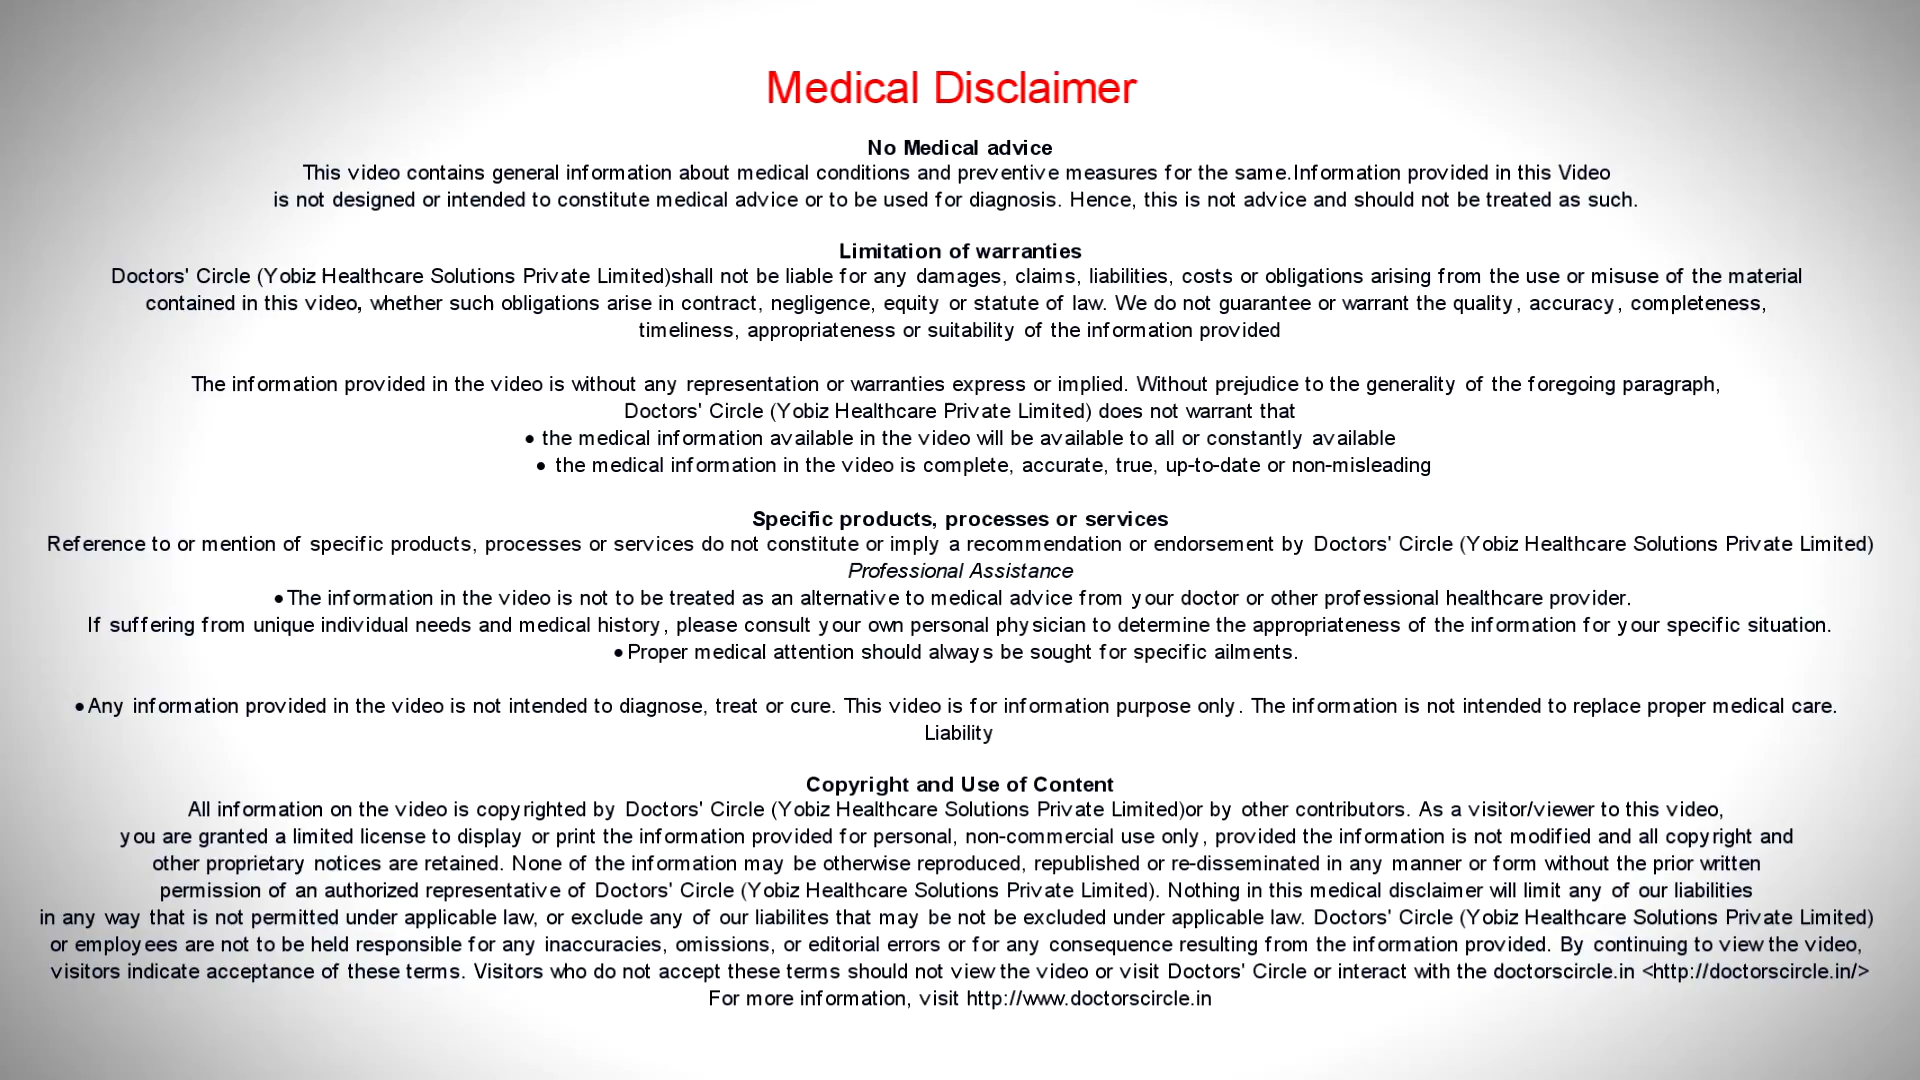 Medical Disclaimer
No Medical advice
This video contains general information about medical conditions and preventive measures for the same.Information provided in this Video
is not designed or intended to constitute medical advice or to be used for diagnosis. Hence, this is not advice and should not be treated as such.
Limitation of warranties
Doctors' Circle (Yobiz Healthcare Solutions Private Limited)shall not be liable for any damages, claims, liabilities, costs or obligations arising from the use or misuse of the material
contained in this video, whether such obligations arise in contract, negligence, equity or statute of law. We do not guarantee or warrant the quality, accuracy, completeness,
timeliness, appropriateness or suitability of the information provided
The information provided in the video is without any representation or warranties express or implied. Without prejudice to the generality of the foregoing paragraph,
Doctors' Circle (Yobiz Healthcare Private Limited) does not warrant that
• the medical information available in the video will be available to all or constantly available
• the medical information in the video is complete, accurate, true, up-to-date or non-misleading
Specific products, processes or services
Reference to or mention of specific products, processes or services do not constitute or imply a recommendation or endorsement by Doctors' Circle (Yobiz Healthcare Solutions Private Limited)
Professional Assistance
•The information in the video is not to be treated as an alternative to medical advice from your doctor or other professional healthcare provider.
If suffering from unique individual needs and medical history, please consult your own personal physician to determine the appropriateness of the information for your specific situation.
•Proper medical attention should always be sought for specific ailments.
•Any information provided in the video is not intended to diagnose, treat or cure. This video is for information purpose only. The information is not intended to replace proper medical care.
Liability
Copyright and Use of Content
All information on the video is copyrighted by Doctors' Circle (Yobiz Healthcare Solutions Private Limited)or by other contributors. As a visitor/viewer to this video,
you are granted a limited license to display or print the information provided for personal, non-commercial use only, provided the information is not modified and all copyright and
other proprietary notices are retained. None of the information may be otherwise reproduced, republished or re-disseminated in any manner or form without the prior written
permission of an authorized representative of Doctors' Circle (Yobiz Healthcare Solutions Private Limited). Nothing in this medical disclaimer will limit any of our liabilities
in any way that is not permitted under applicable law, or exclude any of our liabilites that may be not be excluded under applicable law. Doctors' Circle (Yobiz Healthcare Solutions Private Limited)
or employees are not to be held responsible for any inaccuracies, omissions, or editorial errors or for any consequence resulting from the information provided. By continuing to view the video,
visitors indicate acceptance of these terms. Visitors who do not accept these terms should not view the video or visit Doctors' Circle or interact with the doctorscircle.in <http://doctorscircle.in/>
For more information, visit http://www.doctorscircle.in